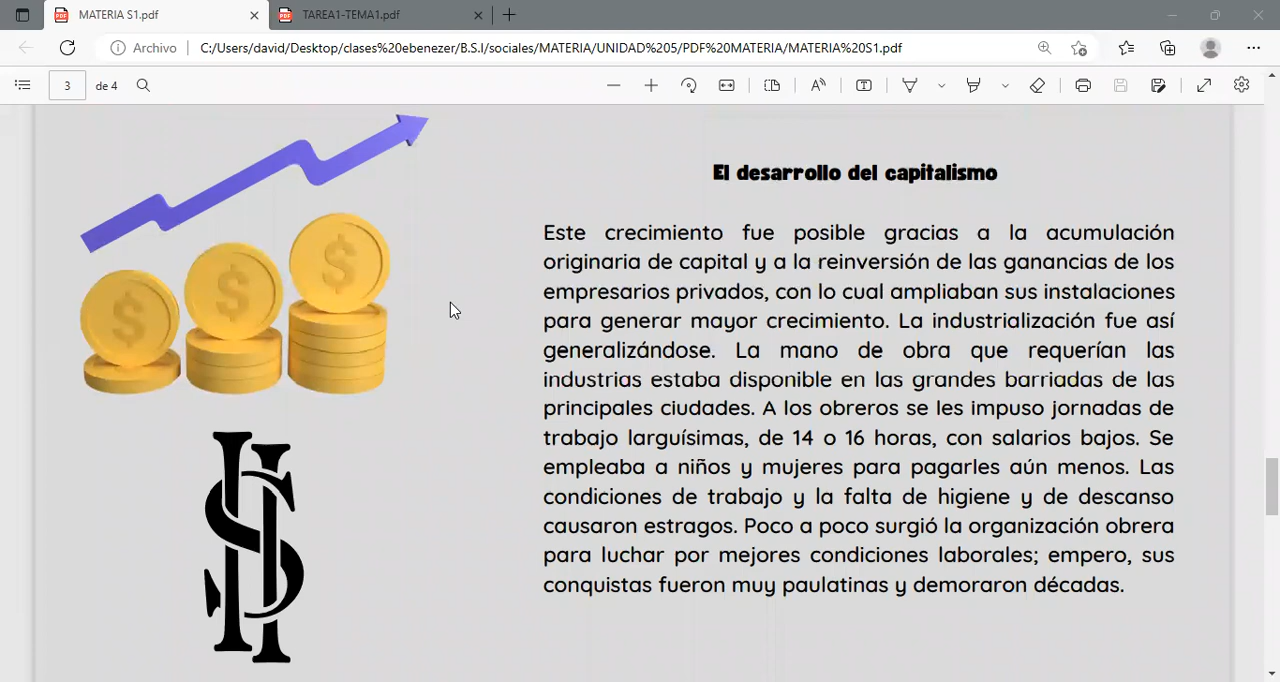 MATERIA S1.pdf
TAREA1-TEMA1.pdf
Archivo
C:/Users/david/Desktop/clases%20ebenezer/B.S.I/sociales/MATERIA/UNIDAD%205/PDF%20MATERIA/MATERIA%20S1.pdf
3 de 4
El desarrollo del capitalismo
Este crecimiento fue posible gracias a la acumulación
originaria de capital y a la reinversión de las ganancias de los
empresarios privados, con lo cual ampliaban sus instalaciones
para generar mayor crecimiento. La industrialización fue así
generalizándose. La mano de obra que requerían las
industrias estaba disponible en las grandes barriadas de las
principales ciudades. A los obreros se les impuso jornadas de
trabajo larguísimas, de 14 o 16 horas, con salarios bajos. Se
empleaba a niños y mujeres para pagarles aún menos. Las
condiciones de trabajo y la falta de higiene y de descanso
causaron estragos. Poco a poco surgió la organización obrera
para luchar por mejores condiciones laborales; empero, sus
conquistas fueron muy paulatinas y demoraron décadas.